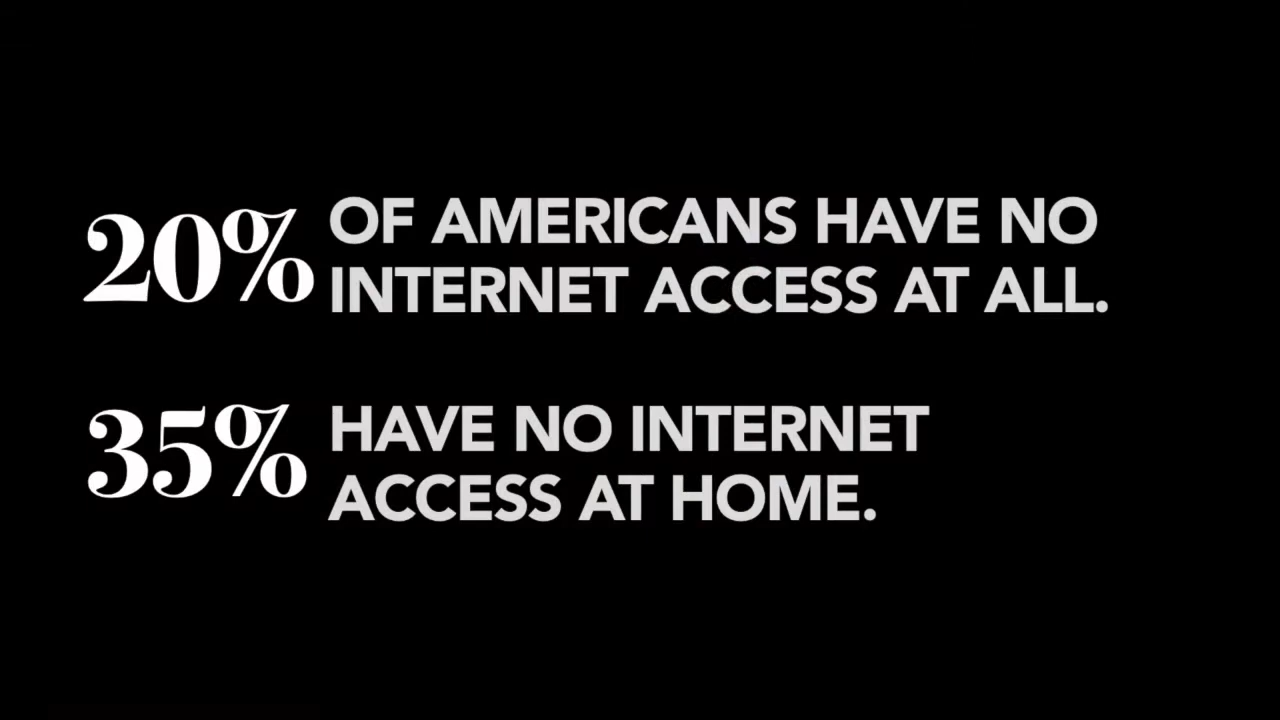 20% OF AMERICANS HAVE NO
INTERNET ACCESS AT ALL.
35% HAVE NO INTERNET
ACCESS AT HOME.